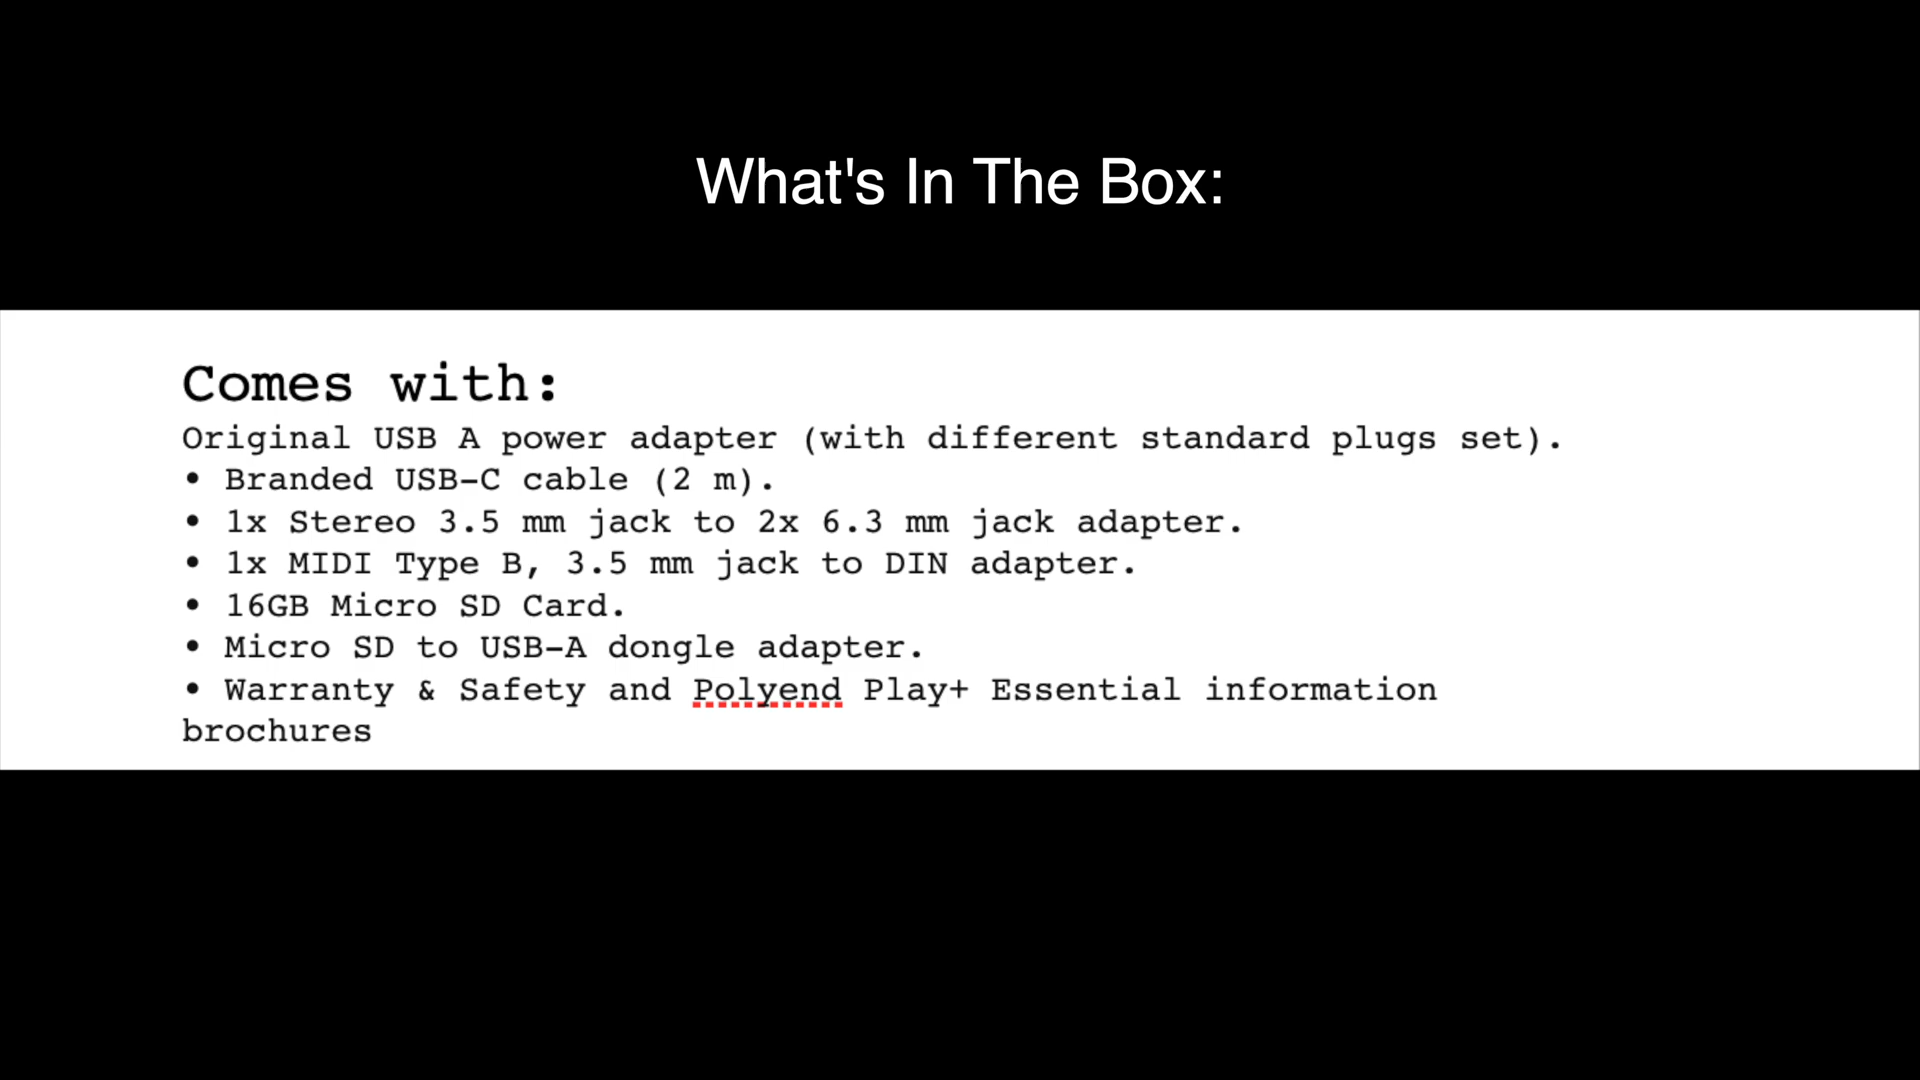 What's In The Box:
Comes with:
Original USB A power adapter (with different standard plugs set).
• Branded USB-C cable (2 m).
• 1x Stereo 3.5 mm jack to 2x 6.3 mm jack adapter.
• 1x MIDI Type B, 3.5 mm jack to DIN adapter.
• 16GB Micro SD Card.
• Micro SD to USB-A dongle adapter.
• Warranty & Safety and Polyend Play+ Essential information
brochures